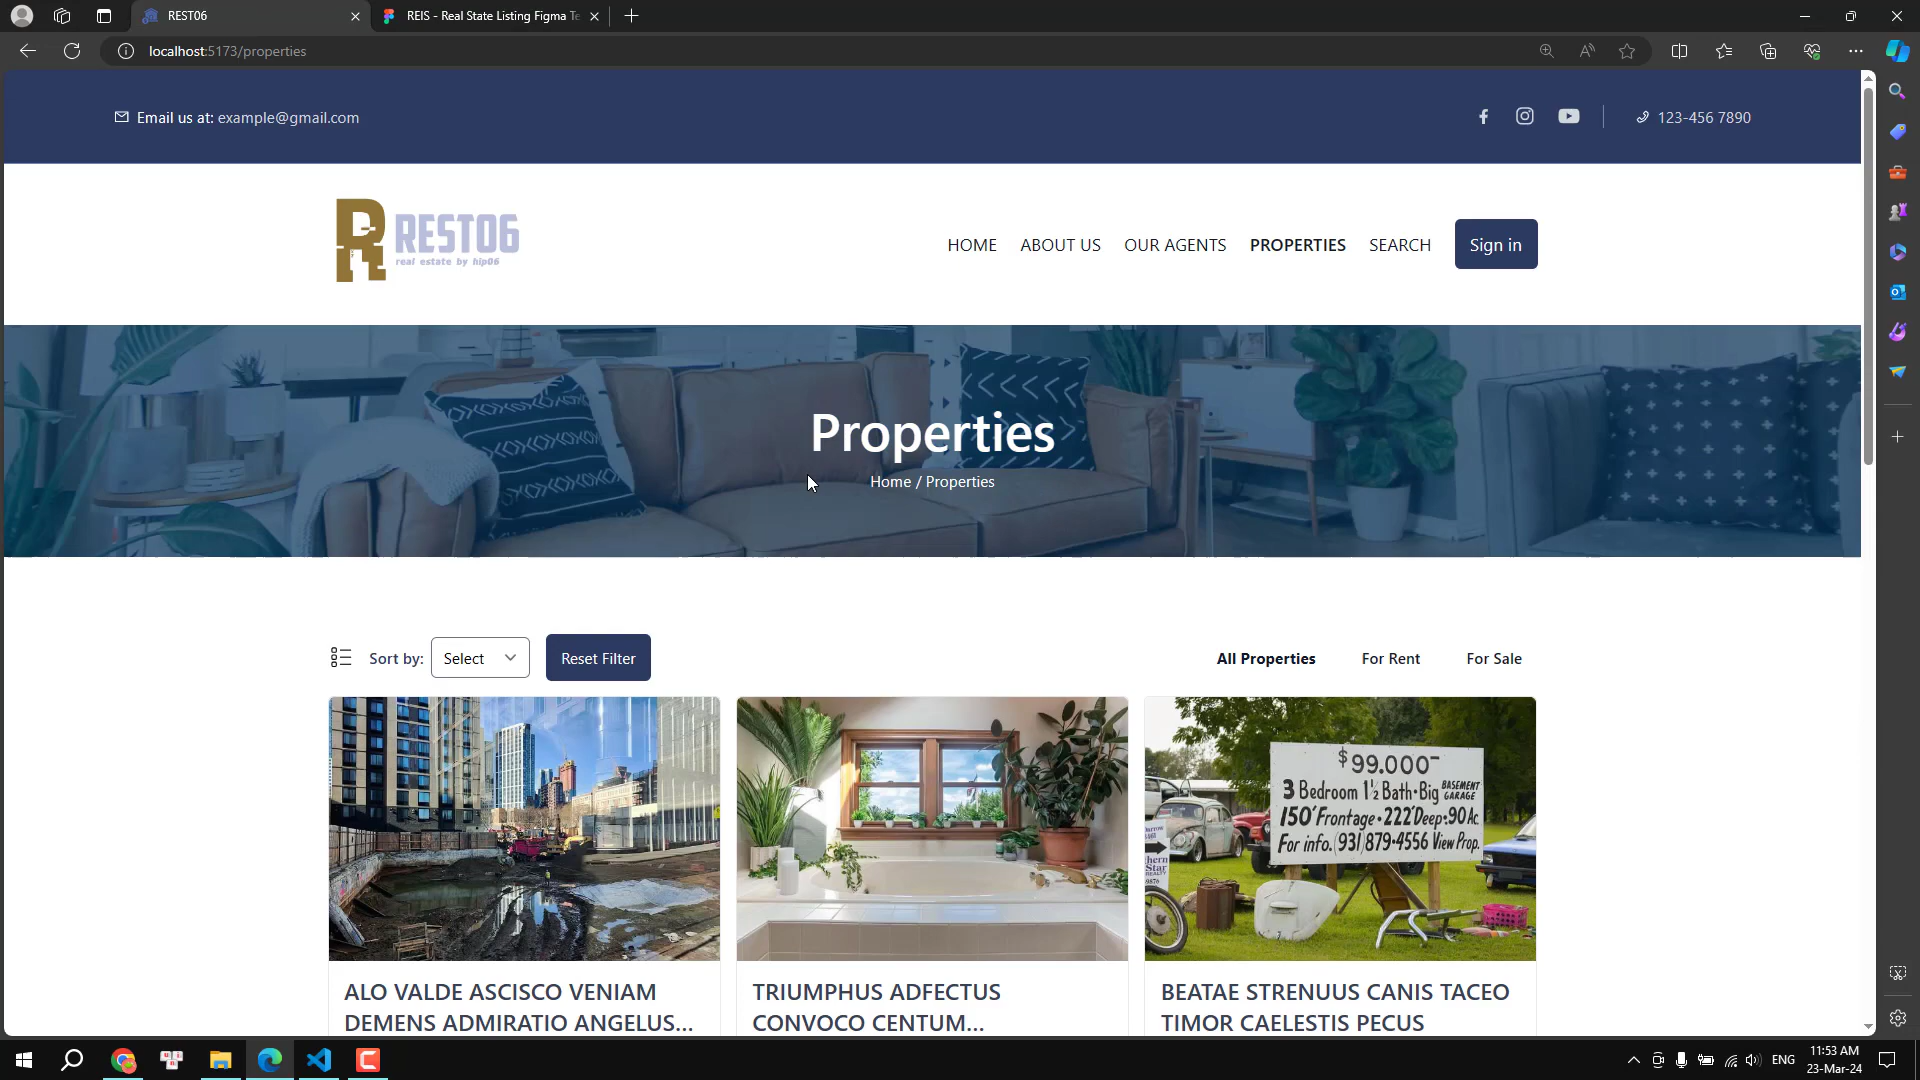 REST06
REIS - Real State Listing Figma Te
localhost:5173/properties
Email us at: example@gmail.com
123-456 7890
R REST06
real estate by hip06
HOME ABOUT US OUR AGENTS PROPERTIES SEARCH Sign in
Properties
Home / Properties
Sort by: Select Reset Filter All Properties For Rent For Sale
$99.000-
3 Bedroom 1½ Bath•Big BASEMENT GARAGE
150' Frontage•222' Deep•.90 Ac.
For info. (931) 879-4556 View Prop.
ALO VALDE ASCISCO VENIAM
DEMENS ADMIRATIO ANGELUS...
TRIUMPHUS ADFECTUS
CONVOCO CENTUM...
BEATAE STRENUUS CANIS TACEO
TIMOR CAELESTIS PECUS
ENG
11:53 AM
23-Mar-24